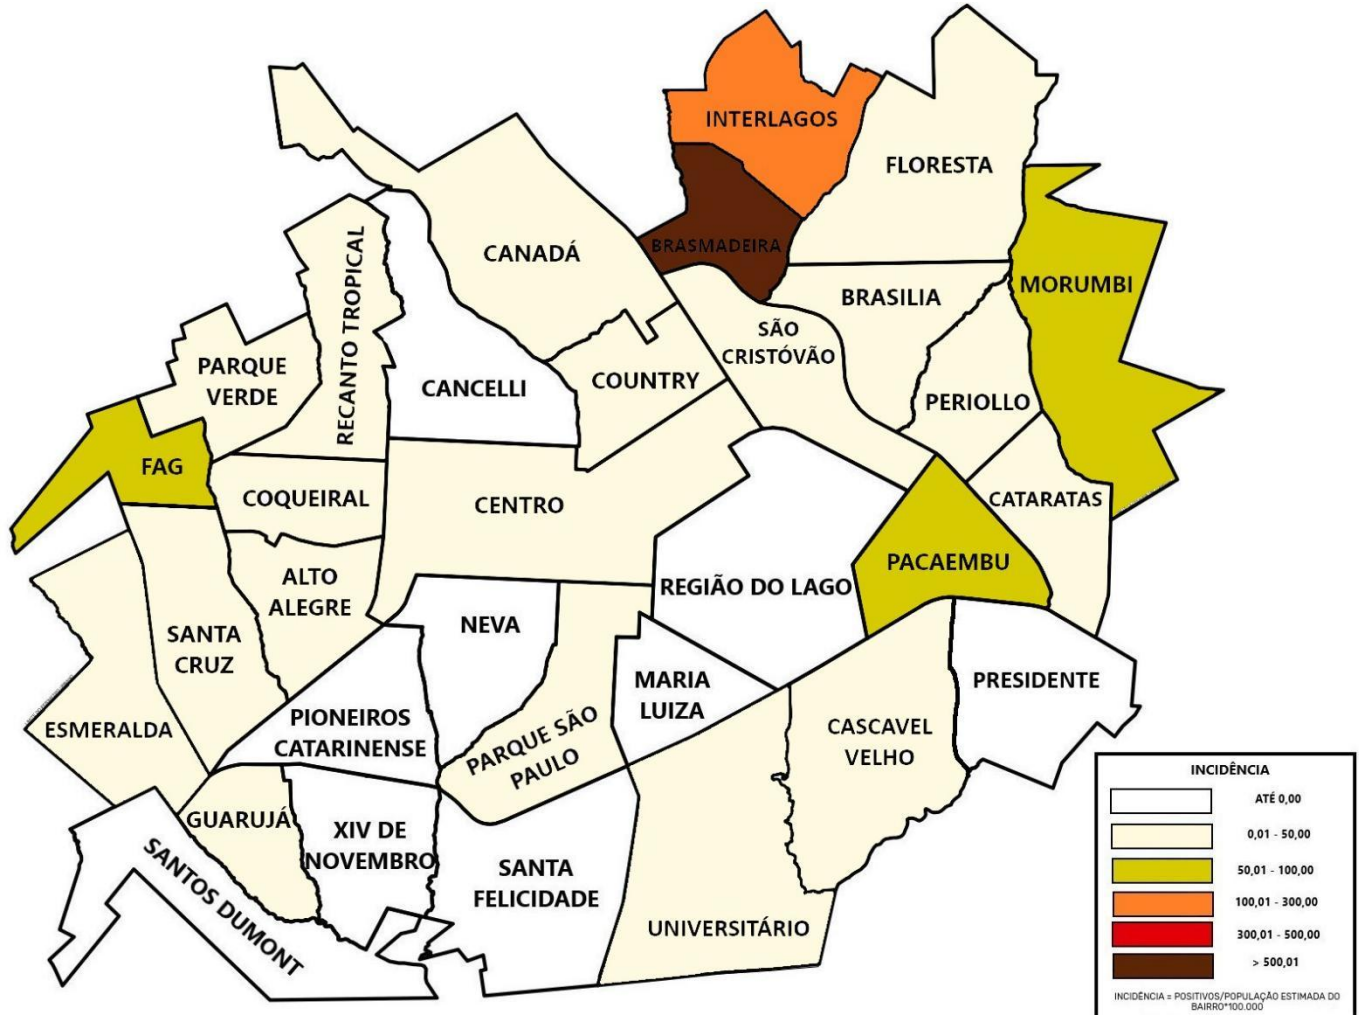 INTERLAGOS
FLORESTA
BRASMADEIRA
CANADÁ
RECANTO TROPICAL
MORUMBI
BRASILIA
SÃO
CRISTÓVÃO
PARQUE
VERDE
CANCELLI
COUNTRY
PERIOLLO
FAG
COQUEIRAL
CENTRO
CATARATAS
PACAEMBU
ALTO
ALEGRE
REGIÃO DO LAGO
NEVA
SANTA
CRUZ
MARIA
LUIZA
PRESIDENTE
ESMERALDA
PIONEIROS
CATARINENSE
PARQUE SÃO
PAULO
CASCAVEL
VELHO
GUARUJÁ
XIV DE
NOVEMBRO
SANTOS DUMONT
SANTA
FELICIDADE
UNIVERSITÁRIO
INCIDÊNCIA
ATÉ 0,00
0,01 - 50,00
50,01 - 100,00
100,01 - 300,00
300,01 - 500,00
> 500,01
INCIDÊNCIA = POSITIVOS/POPULAÇÃO ESTIMADA DO
BAIRRO*100.000